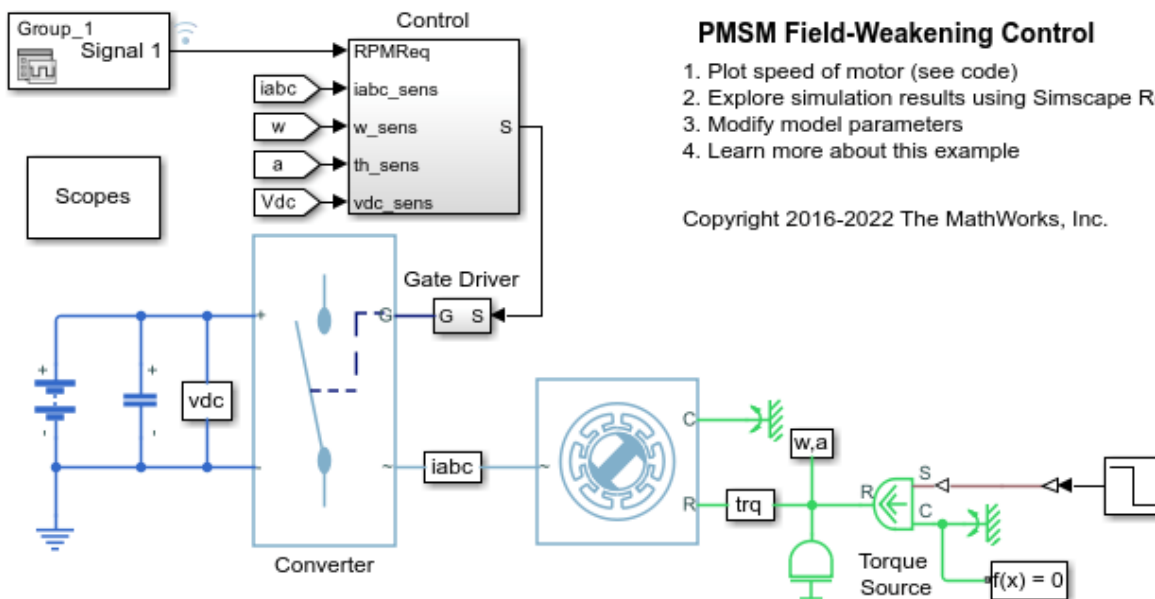 Group_1
Signal 1
Control
RPMReq
iabc_sens
w_sens
th_sens
vdc_sens
S
iabc
w
a
Vdc
PMSM Field-Weakening Control
1. Plot speed of motor (see code)
2. Explore simulation results using Simscape R
3. Modify model parameters
4. Learn more about this example
Copyright 2016-2022 The MathWorks, Inc.
Scopes
Gate Driver
G S
+
G
+
+
vdc
-
-
-
~
Converter
iabc
~
C
R
w,a
trq
R
S
C
Torque
Source
f(x) = 0